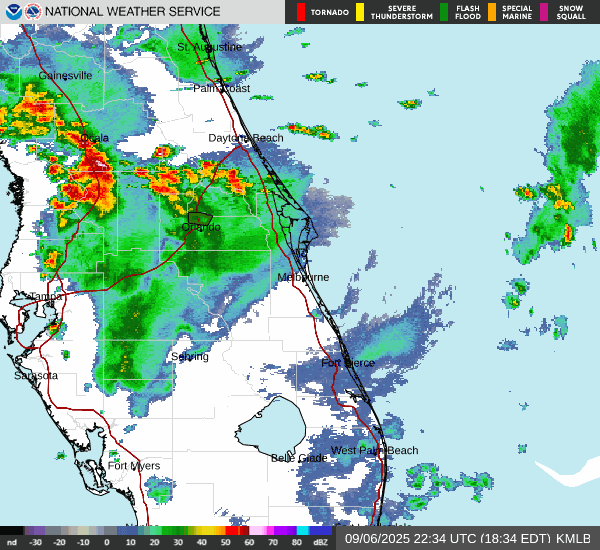 NATIONAL WEATHER SERVICE
TORNADO
SEVERE
THUNDERSTORM
FLASH
FLOOD
SPECIAL
MARINE
SNOW
SQUALL
St. Augustine
Gainesville
Palm Coast
Ocala
Daytona Beach
Orlando
Melbourne
Tampa
Sebring
Fort Pierce
Sarasota
West Palm Beach
Belle Glade
Fort Myers
nd -30 -20 -10 0 10 20 30 40 50 60 70 80 dBZ
09/06/2025 22:34 UTC (18:34 EDT) KMLB